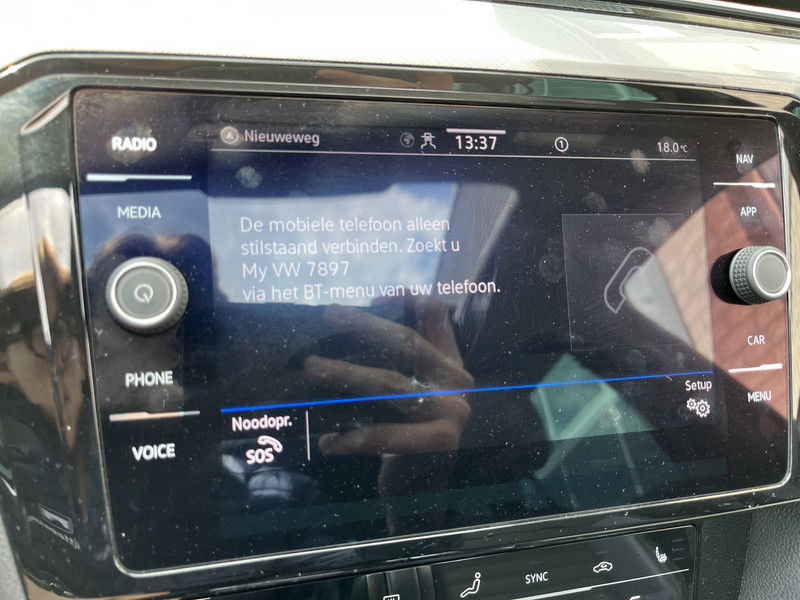 RADIO
Nieuweweg
13:37
1
18.0°C
NAV
MEDIA
APP
De mobiele telefoon alleen
stilstaand verbinden. Zoekt u
My VW 7897
via het BT-menu van uw telefoon.
PHONE
CAR
Setup
MENU
Noodopr.
VOICE
SOS
SYNC